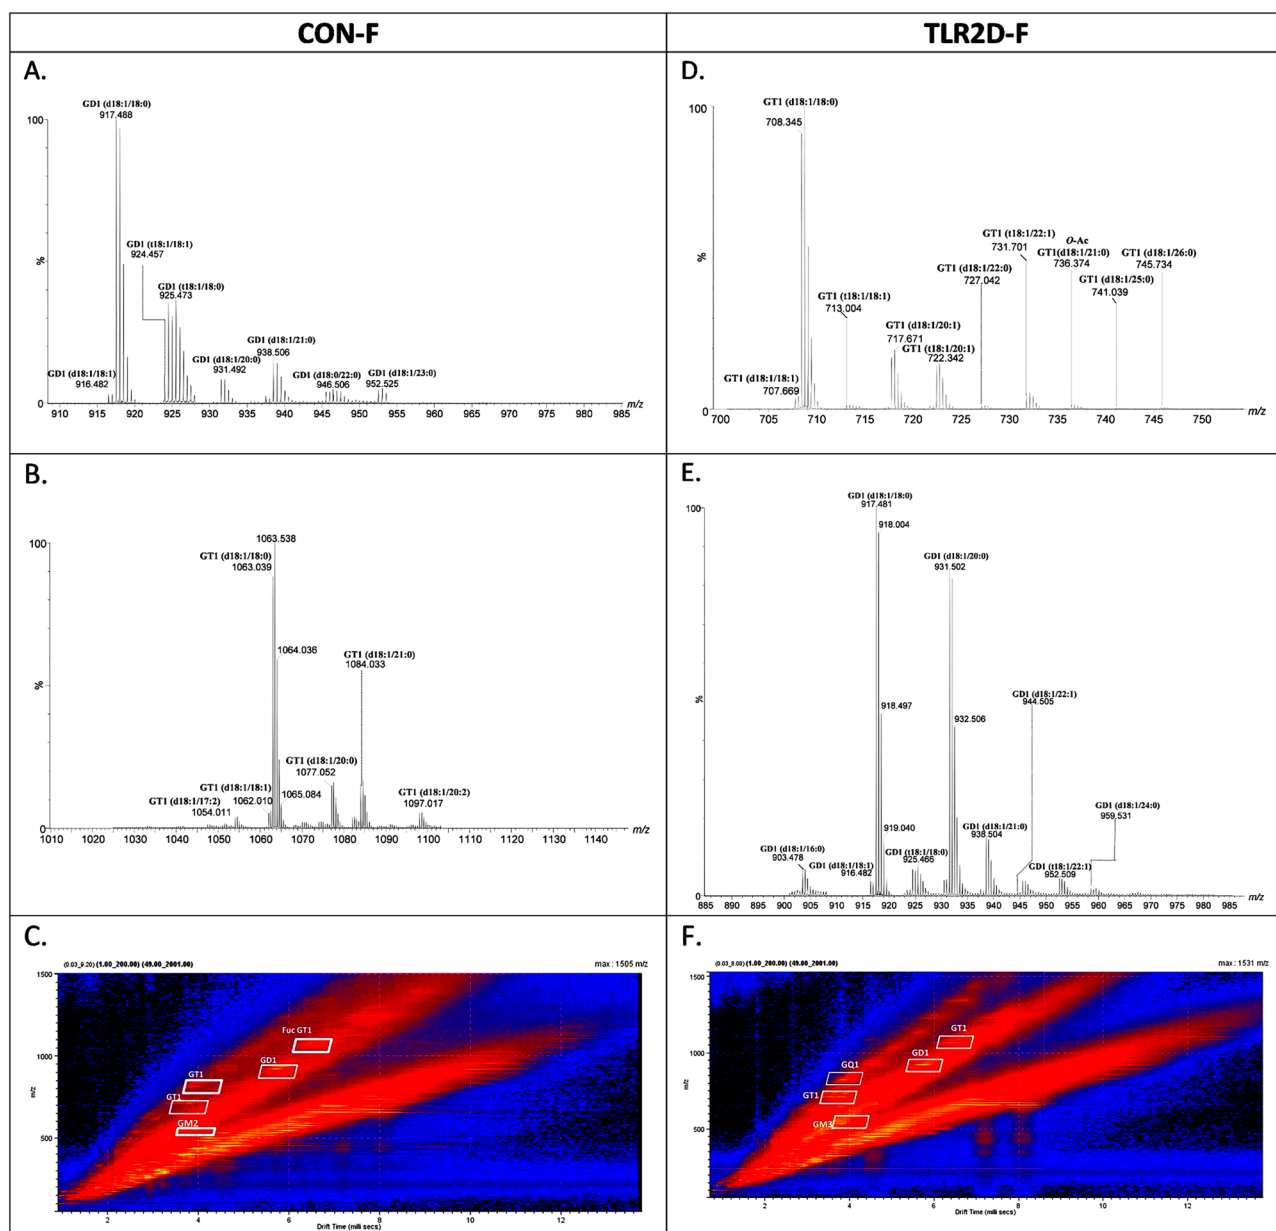 CON-F
TLR2D-F
A.
GD1 (d18:1/18:0)
917.488
100
GD1 (t18:1/18:1)
924.457
%
GD1 (t18:1/18:0)
925.473
GD1 (d18:1/21:0)
938.506
GD1 (d18:1/20:0)
931.492
GD1 (d18:1/18:1)
916.482
GD1 (d18:0/22:0)
946.506
GD1 (d18:1/23:0)
952.525
0
910 915 920 925 930 935 940 945 950 955 960 965 970 975 980 985 m/z
D.
GT1 (d18:1/18:0)
100
708.345
GT1 (t18:1/22:1)
731.701
O-Ac
GT1(d18:1/21:0)
736.374
GT1 (d18:1/26:0)
745.734
%
GT1 (d18:1/22:0)
727.042
GT1 (d18:1/25:0)
741.039
GT1 (t18:1/18:1)
713.004
GT1 (d18:1/20:1)
717.671
GT1 (t18:1/20:1)
722.342
GT1 (d18:1/18:1)
707.669
0
700 705 710 715 720 725 730 735 740 745 750 m/z
B.
100
1063.538
GT1 (d18:1/18:0)
1063.039
1064.036
GT1 (d18:1/21:0)
1084.033
%
GT1 (d18:1/20:0)
1077.052
GT1 (d18:1/18:1)
1062.010
1065.084
GT1 (d18:1/17:2)
1054.011
GT1 (d18:1/20:2)
1097.017
0
1010 1020 1030 1040 1050 1060 1070 1080 1090 1100 1110 1120 1130 1140 m/z
E.
GD1 (d18:1/18:0)
917.481
100
918.004
GD1 (d18:1/20:0)
931.502
%
918.497
932.506
GD1 (d18:1/22:1)
944.505
919.040
GD1 (d18:1/21:0)
938.504
GD1 (d18:1/24:0)
959.531
GD1 (d18:1/16:0)
903.478
GD1 (d18:1/18:1)
916.482
GD1 (t18:1/18:0)
925.466
GD1 (t18:1/22:1)
952.509
0
885 890 895 900 905 910 915 920 925 930 935 940 945 950 955 960 965 970 975 980 985 m/z
C.
(0.03_9.20) (1.00_200.00) (49.00_2001.00)
max : 1505 m/z
1500
Fuc GT1
1000
GD1
m/z
GT1
GT1
GM2
500
2 4 6 8 10 12
Drift Time (milli secs)
F.
(0.03_8.08) (1.00_200.00) (49.00_2001.00)
max : 1531 m/z
1500
GT1
1000
GD1
GQ1
m/z
GT1
GM3
500
2 4 6 8 10 12
Drift Time (milli secs)